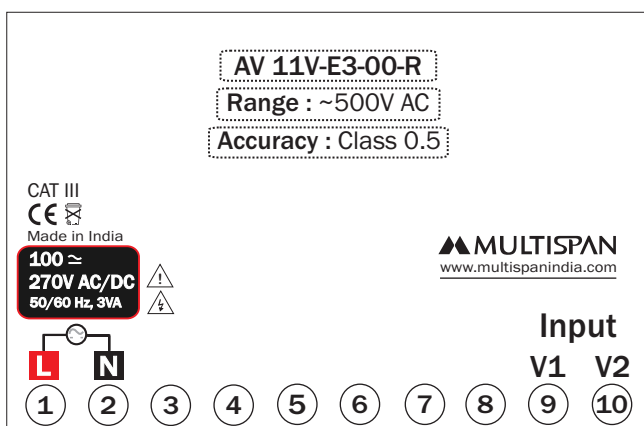 AV 11V-E3-00-R
Range : ~500V AC
Accuracy : Class 0.5
CAT III
CE
Made in India
100 ≃
270V AC/DC
50/60 Hz, 3VA
MULTISPAN
www.multispanindia.com
Input
L N V1 V2
1 2 3 4 5 6 7 8 9 10